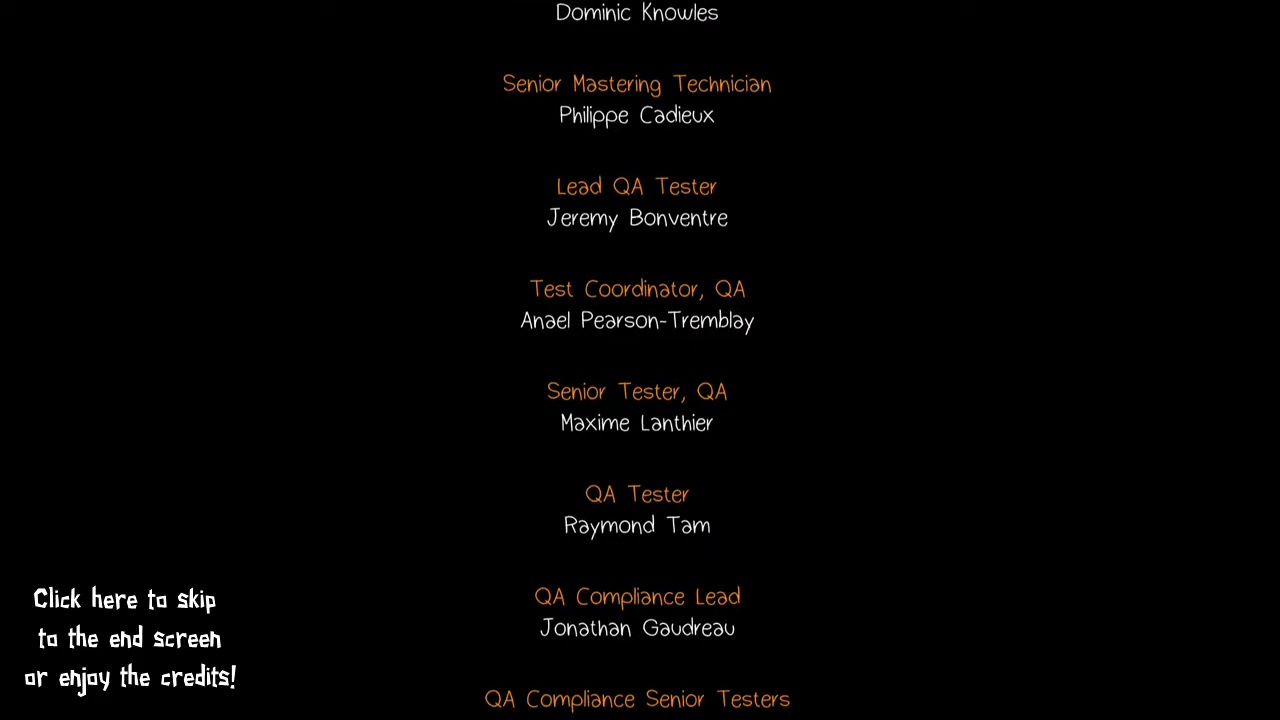 Dominic Knowles
Senior Mastering Technician
Philippe Cadieux
Lead QA Tester
Jeremy Bonventre
Test Coordinator, QA
Anael Pearson-Tremblay
Senior Tester, QA
Maxime Lanthier
QA Tester
Raymond Tam
QA Compliance Lead
Jonathan Gaudreau
QA Compliance Senior Testers
Click here to skip
to the end screen
or enjoy the credits!